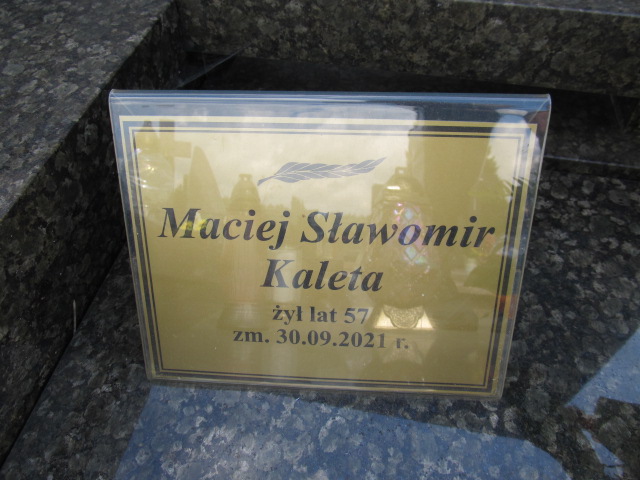 Maciej Sławomir
Kaleta
żył lat 57
zm. 30.09.2021 r.